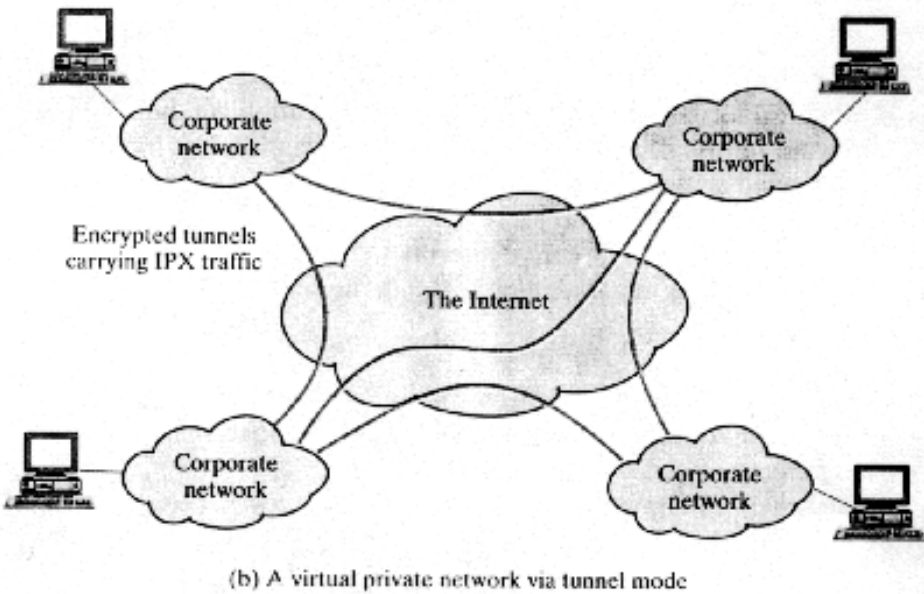 Corporate
network
Corporate
network
Encrypted tunnels
carrying IPX traffic
The Internet
Corporate
network
Corporate
network
(b) A virtual private network via tunnel mode